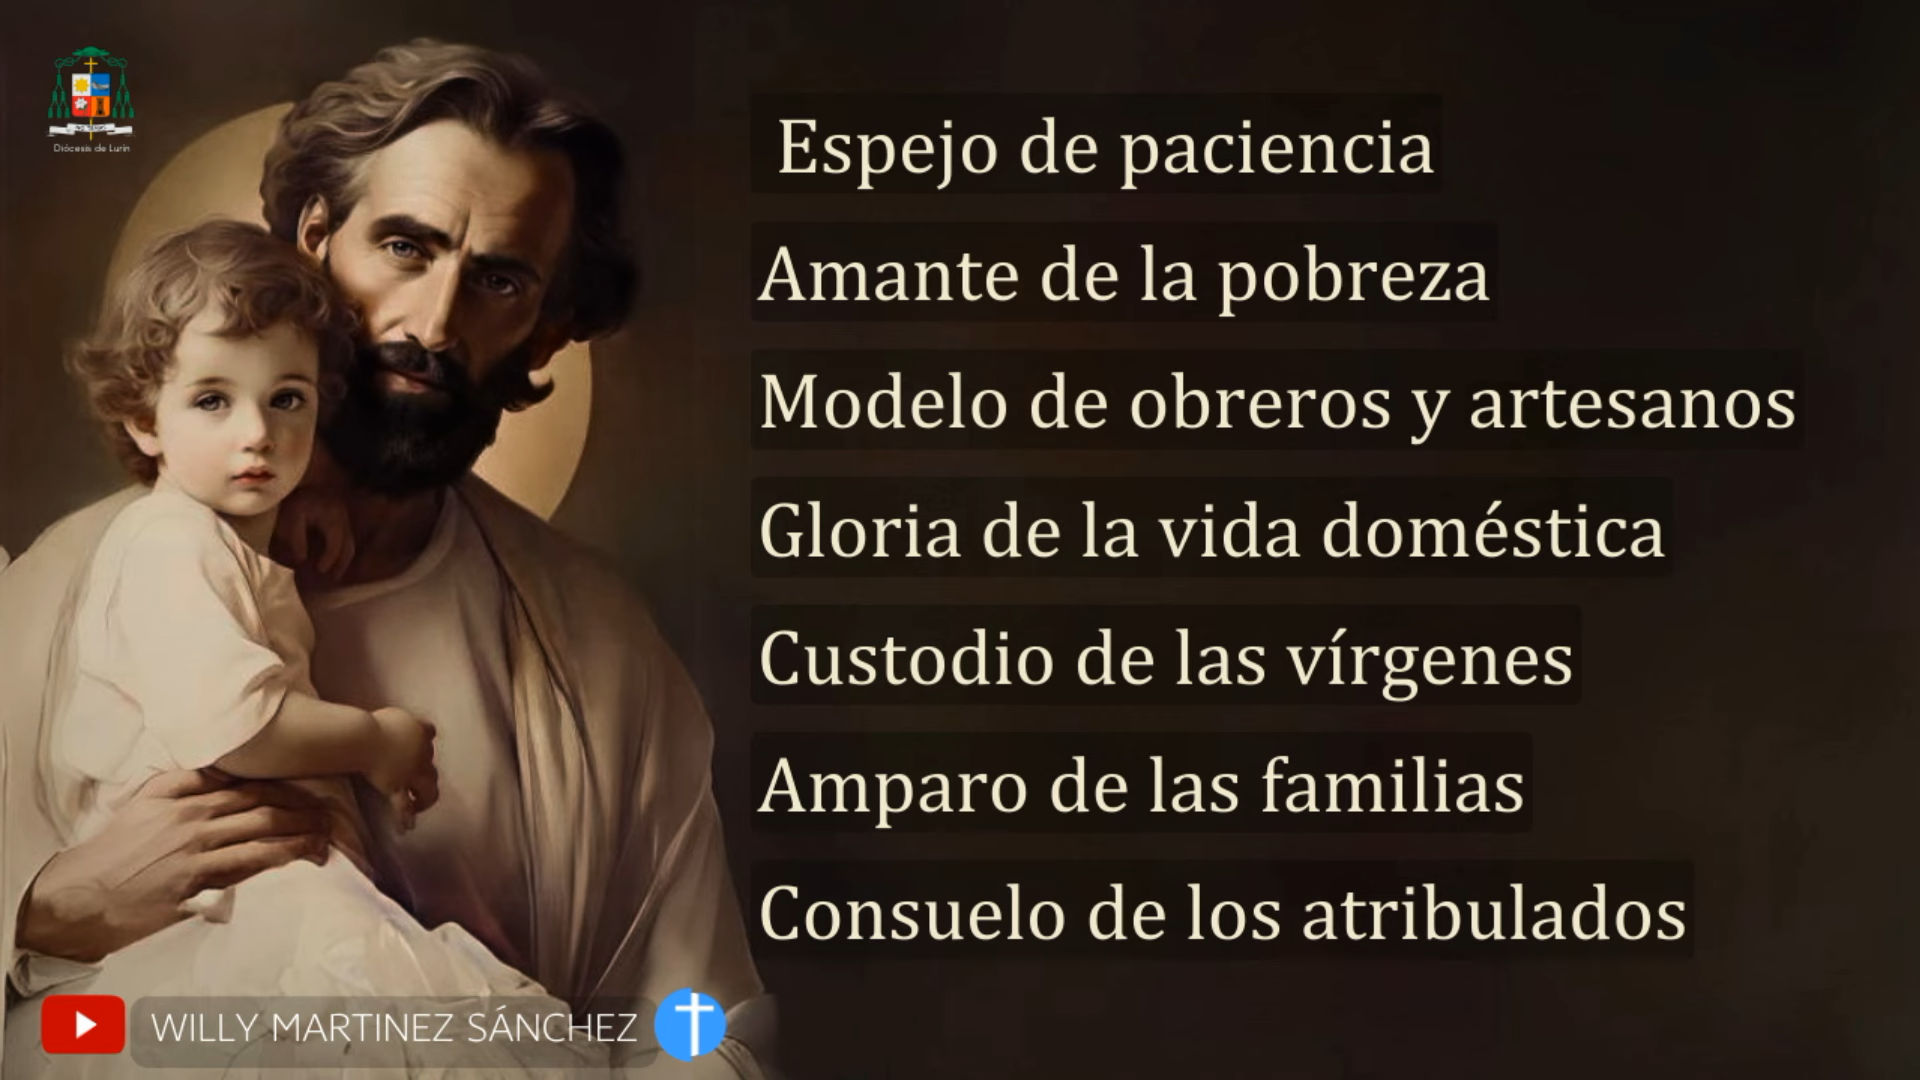 Diócesis de Lurín
Espejo de paciencia
Amante de la pobreza
Modelo de obreros y artesanos
Gloria de la vida doméstica
Custodio de las vírgenes
Amparo de las familias
Consuelo de los atribulados
WILLY MARTINEZ SÁNCHEZ